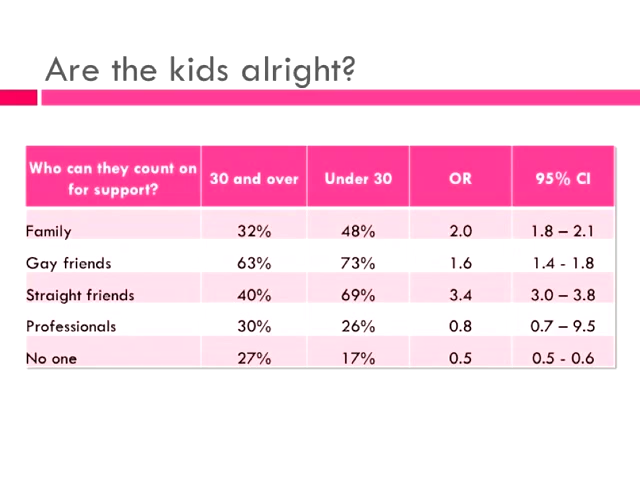 Are the kids alright?
Who can they count on for support? 30 and over Under 30 OR 95% CI
Family 32% 48% 2.0 1.8 – 2.1
Gay friends 63% 73% 1.6 1.4 - 1.8
Straight friends 40% 69% 3.4 3.0 – 3.8
Professionals 30% 26% 0.8 0.7 – 9.5
No one 27% 17% 0.5 0.5 - 0.6